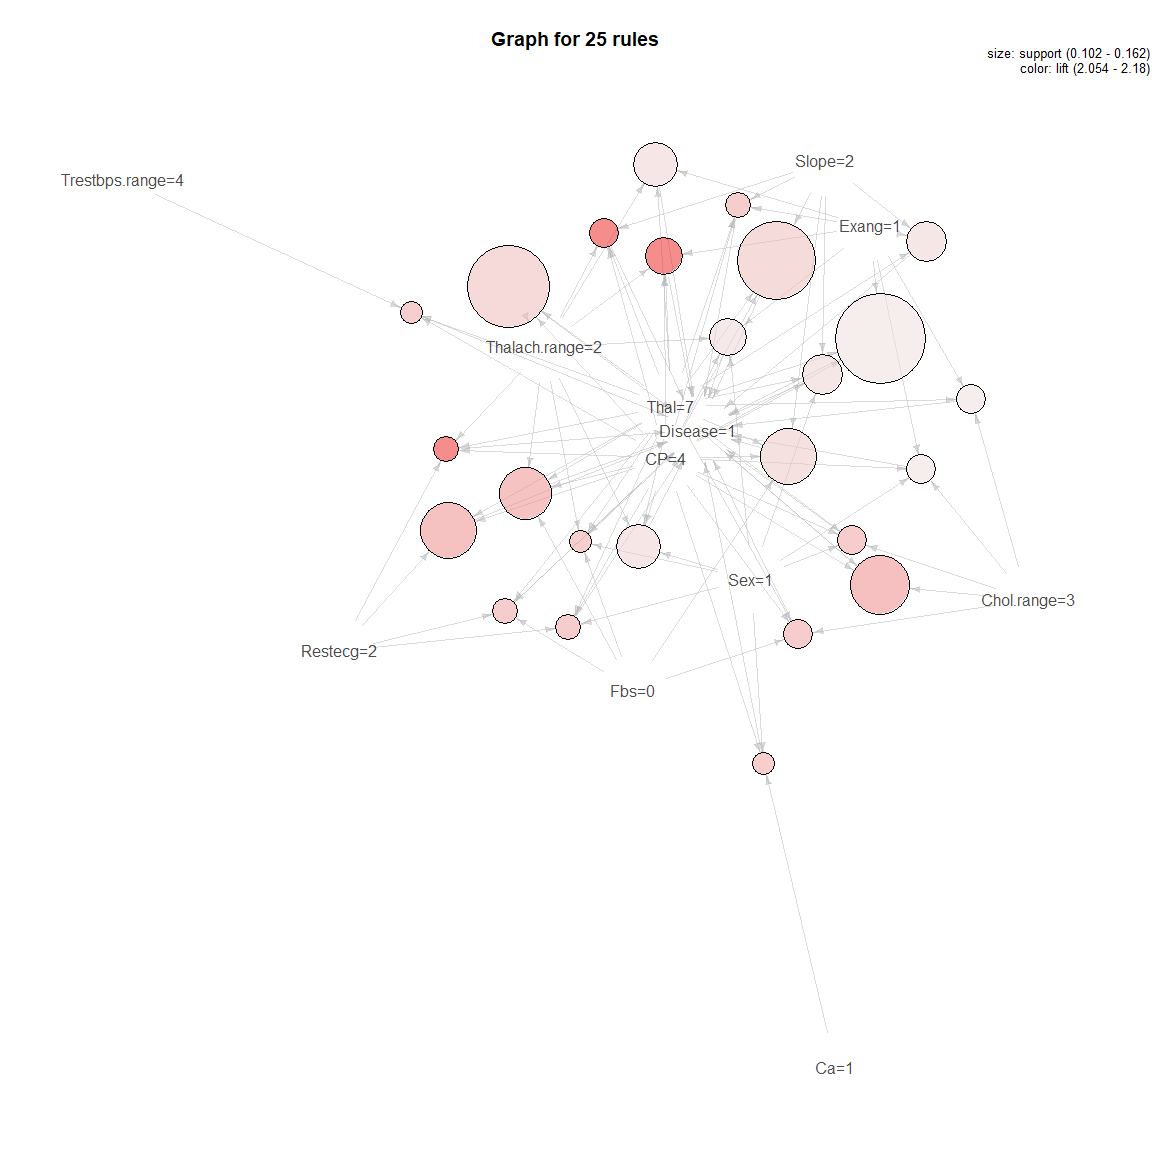 Graph for 25 rules
size: support (0.102 - 0.162)
color: lift (2.054 - 2.18)
Slope=2
Trestbps.range=4
Exang=1
Thalach.range=2
Thal=7
Disease=1
CP=4
Sex=1
Chol.range=3
Restecg=2
Fbs=0
Ca=1